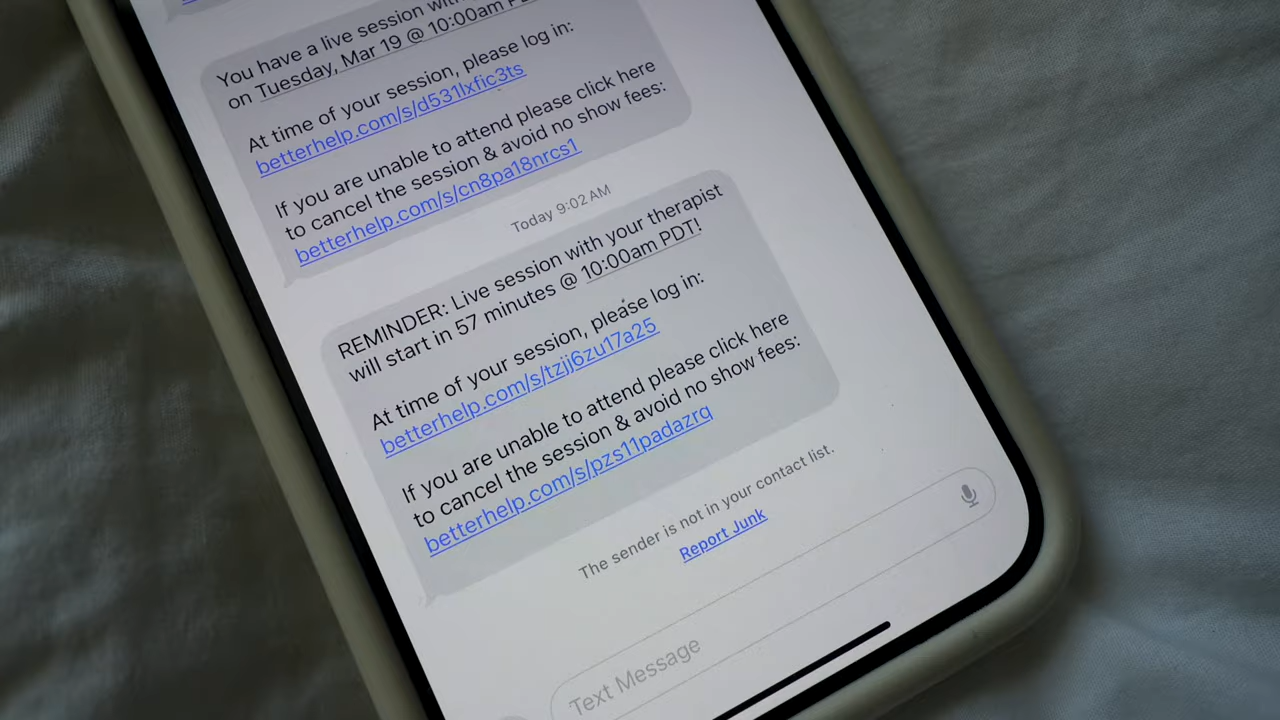 You have a live session with
on Tuesday, Mar 19 @ 10:00am
At time of your session, please log in:
betterhelp.com/s/d531lxfic3ts
If you are unable to attend please click here
to cancel the session & avoid no show fees:
betterhelp.com/s/cn8pa18nrcs1
Today 9:02 AM
REMINDER: Live session with your therapist
will start in 57 minutes @ 10:00am PDT!
At time of your session, please log in:
betterhelp.com/s/tzjj6zu17a25
If you are unable to attend please click here
to cancel the session & avoid no show fees:
betterhelp.com/s/pzs11padazrq
The sender is not in your contact list.
Report Junk
Text Message